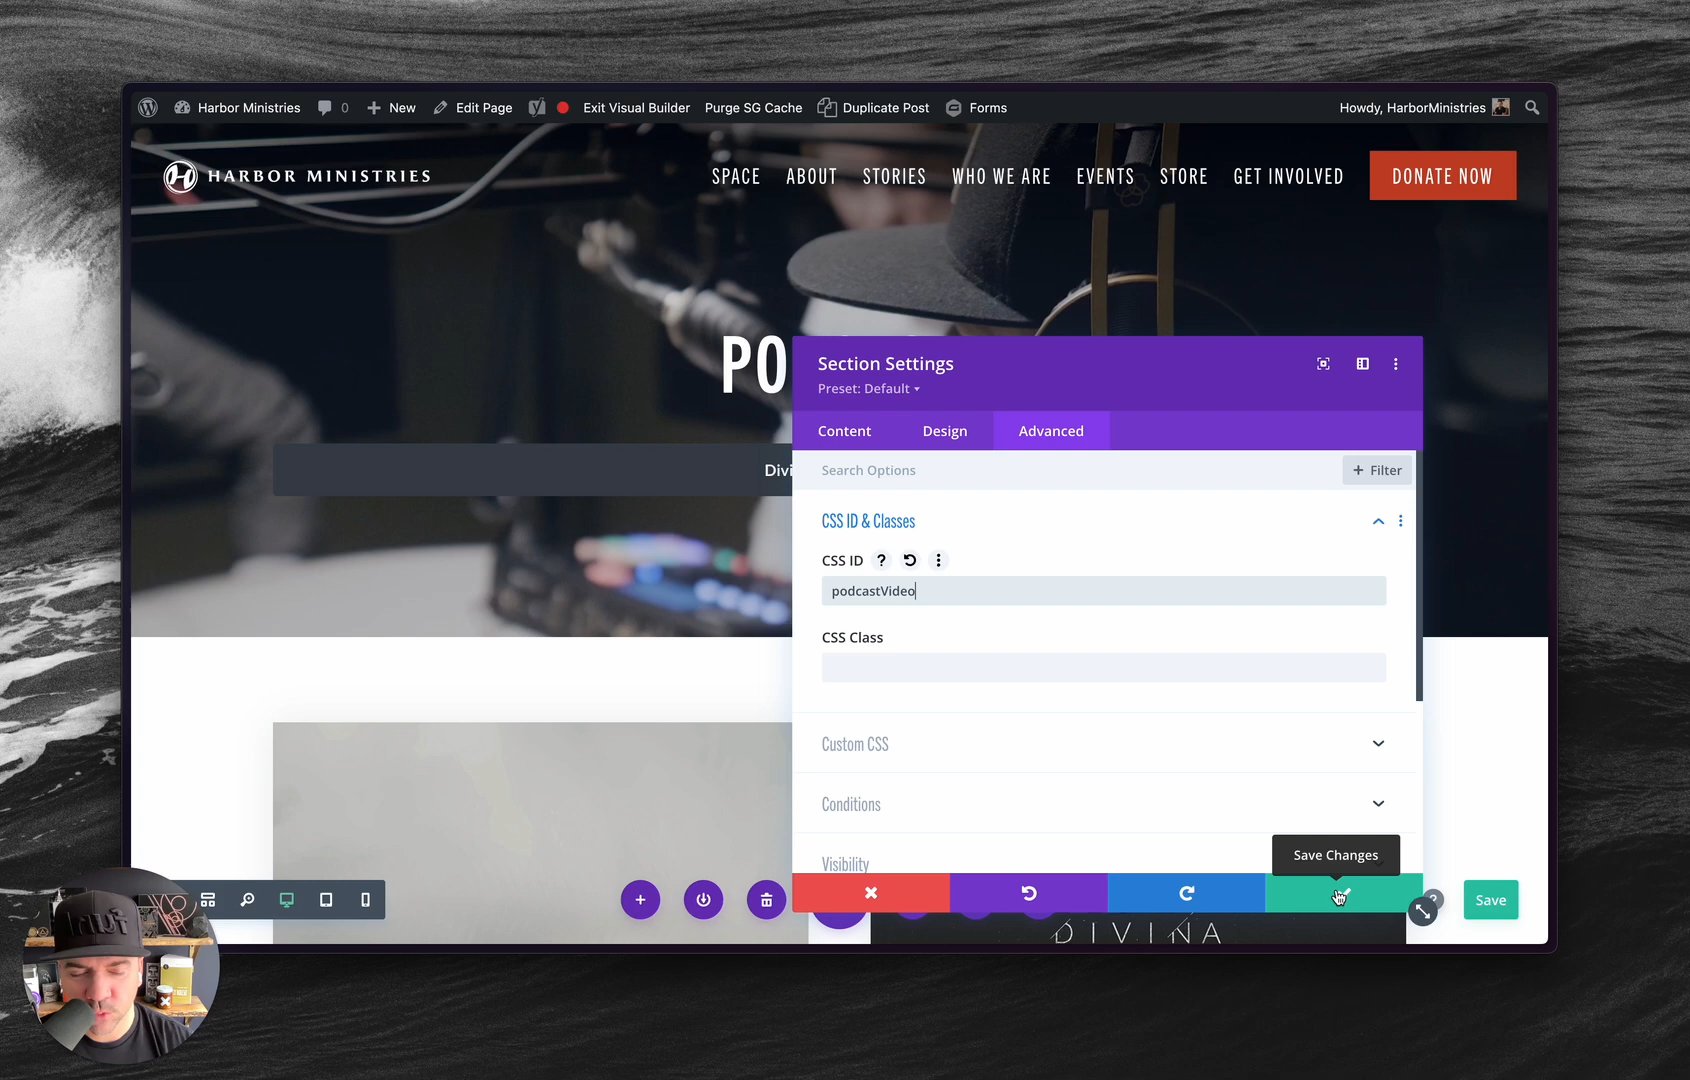 Harbor Ministries 0 New Edit Page Exit Visual Builder Purge SG Cache Duplicate Post Forms Howdy, HarborMinistries
HARBOR MINISTRIES SPACE ABOUT STORIES WHO WE ARE EVENTS STORE GET INVOLVED DONATE NOW
PO
Divi
Section Settings
Preset: Default
Content Design Advanced
Search Options + Filter
CSS ID & Classes
CSS ID ?
podcastVideo
CSS Class
Custom CSS
Conditions
Visibility
Save Changes
? Save
DIVINA